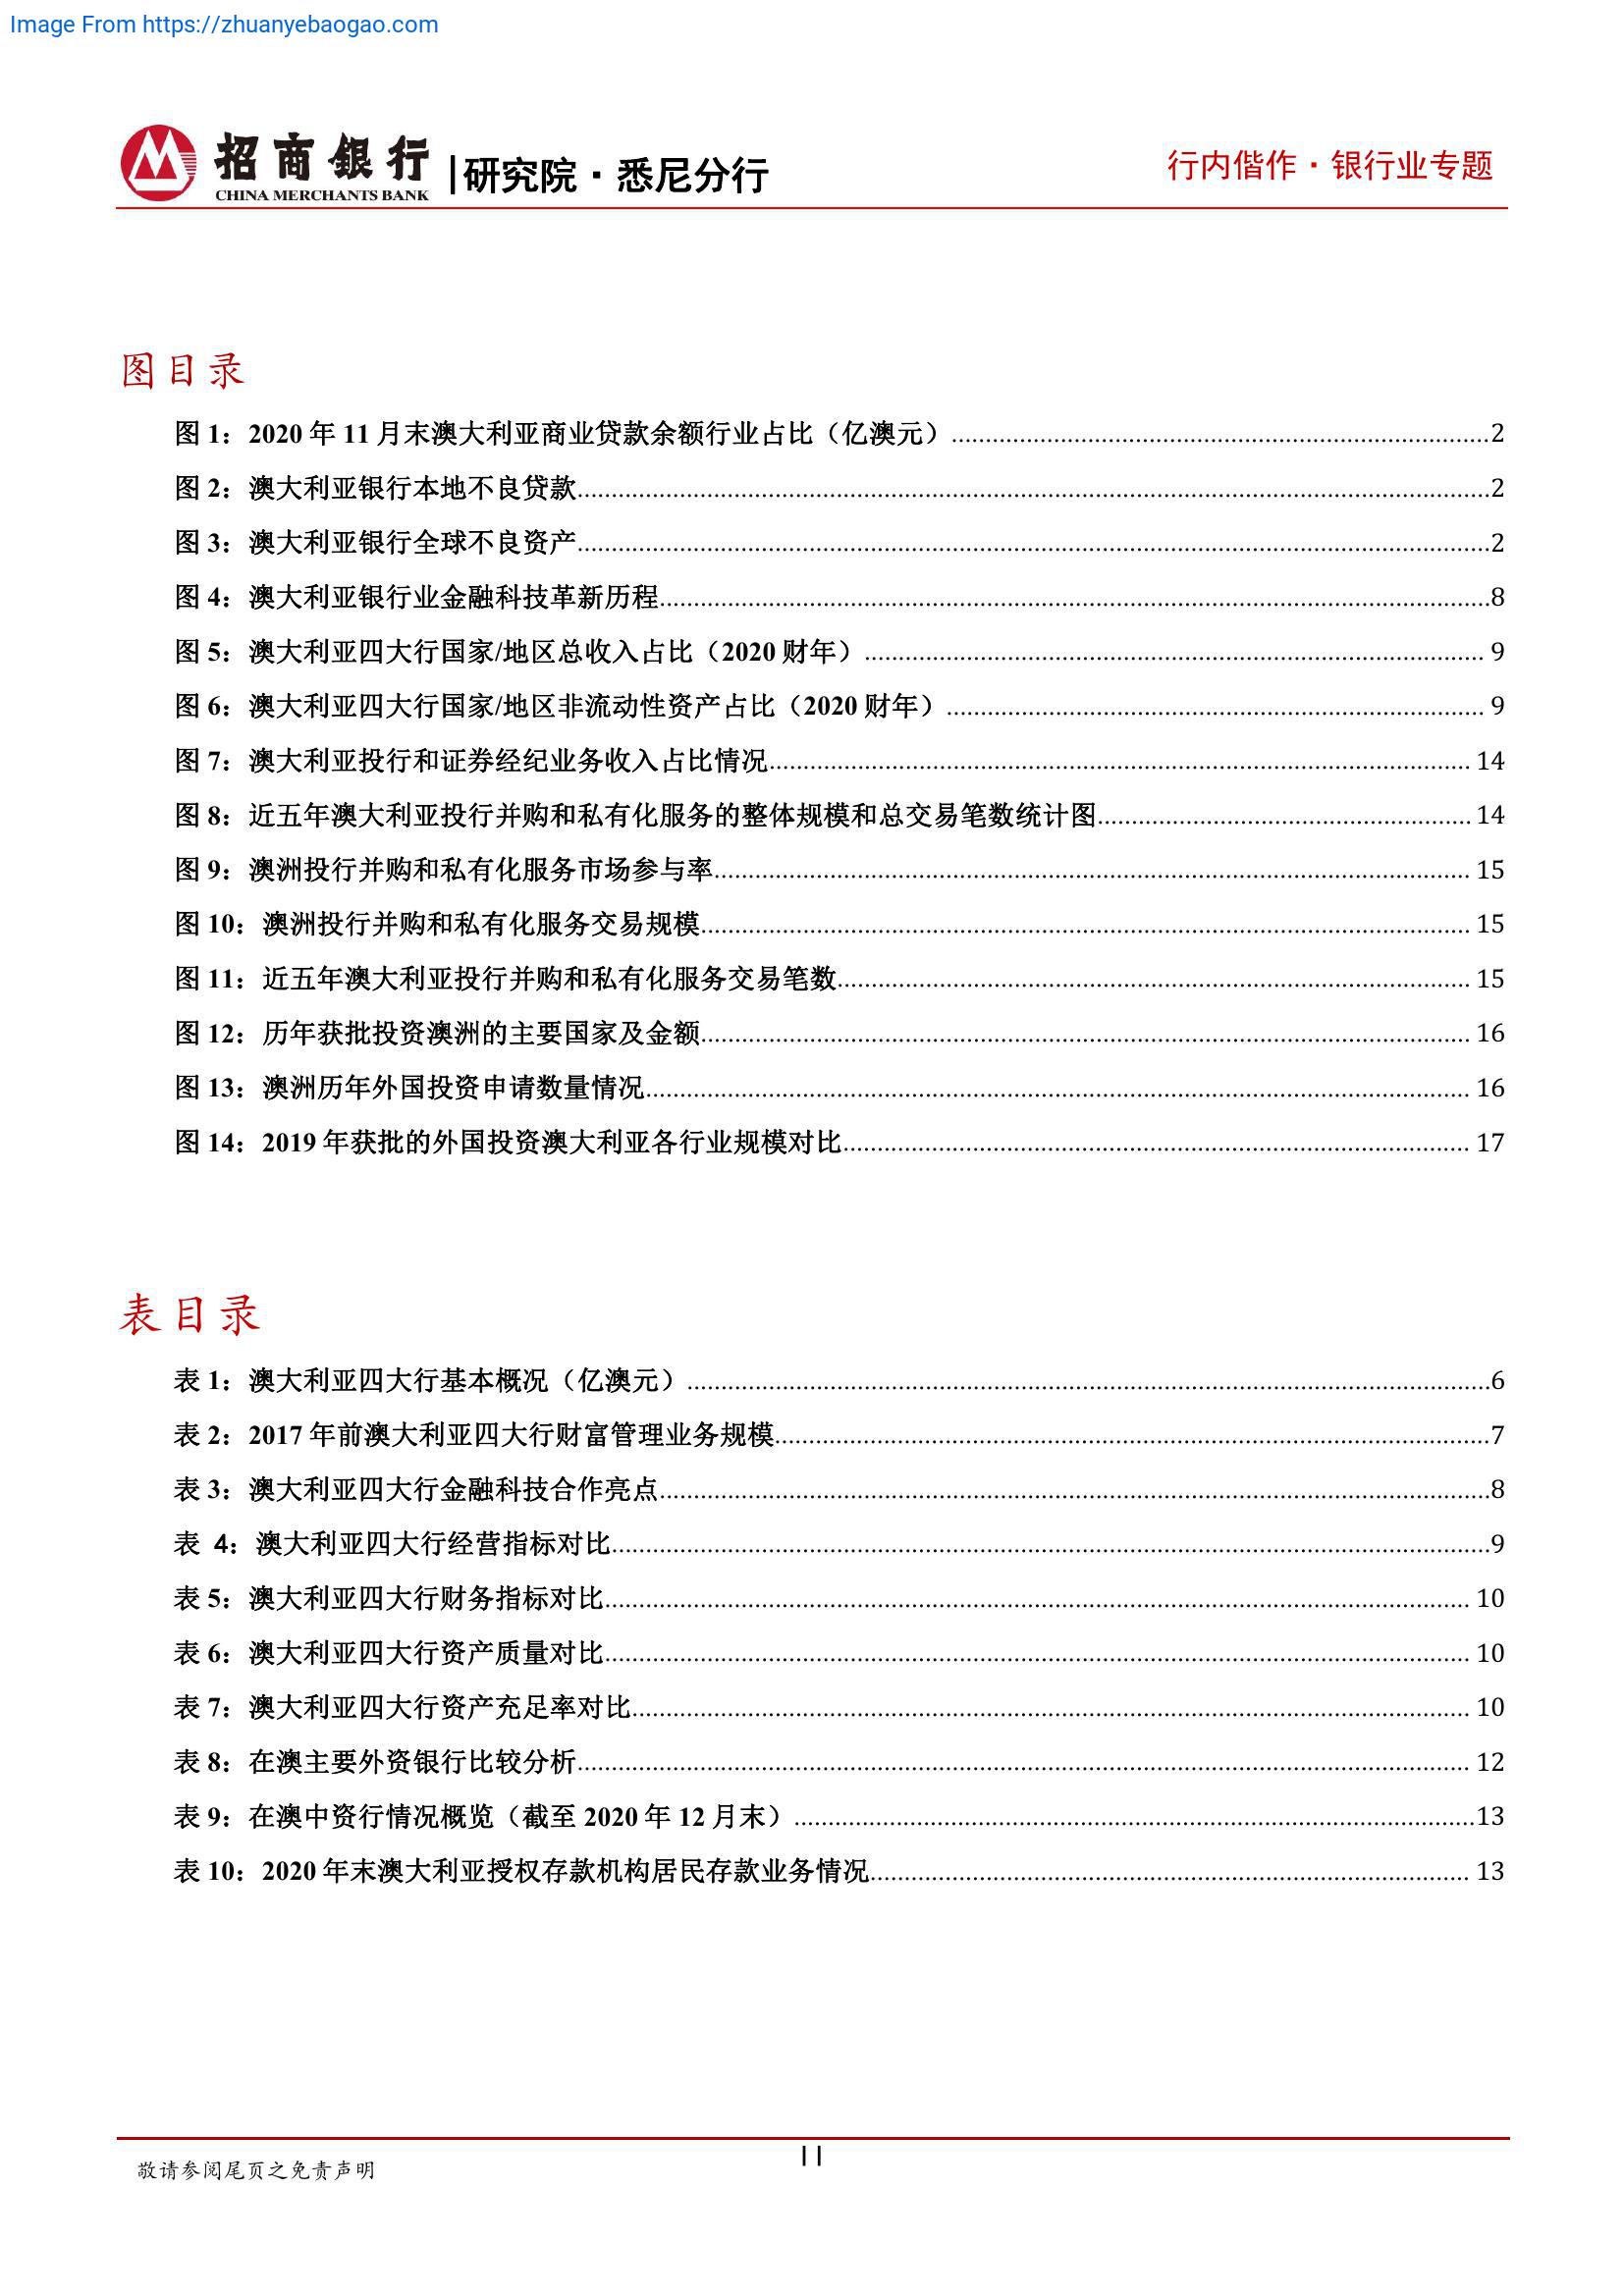 Image From https://zhuanyebaogao.com
招商银行
CHINA MERCHANTS BANK
|研究院·悉尼分行
行内偕作·银行业专题
图目录
图 1：2020 年 11 月末澳大利亚商业贷款余额行业占比（亿澳元）......2
图 2：澳大利亚银行本地不良贷款......2
图 3：澳大利亚银行全球不良资产......2
图 4：澳大利亚银行业金融科技革新历程......8
图 5：澳大利亚四大行国家/地区总收入占比（2020 财年）...... 9
图 6：澳大利亚四大行国家/地区非流动性资产占比（2020 财年）...... 9
图 7：澳大利亚投行和证券经纪业务收入占比情况...... 14
图 8：近五年澳大利亚投行并购和私有化服务的整体规模和总交易笔数统计图...... 14
图 9：澳洲投行并购和私有化服务市场参与率...... 15
图 10：澳洲投行并购和私有化服务交易规模...... 15
图 11：近五年澳大利亚投行并购和私有化服务交易笔数...... 15
图 12：历年获批投资澳洲的主要国家及金额...... 16
图 13：澳洲历年外国投资申请数量情况...... 16
图 14：2019 年获批的外国投资澳大利亚各行业规模对比...... 17
表目录
表 1：澳大利亚四大行基本概况（亿澳元）......6
表 2：2017 年前澳大利亚四大行财富管理业务规模......7
表 3：澳大利亚四大行金融科技合作亮点......8
表 4：澳大利亚四大行经营指标对比......9
表 5：澳大利亚四大行财务指标对比...... 10
表 6：澳大利亚四大行资产质量对比...... 10
表 7：澳大利亚四大行资产充足率对比...... 10
表 8：在澳主要外资银行比较分析...... 12
表 9：在澳中资行情况概览（截至 2020 年 12 月末）......13
表 10：2020 年末澳大利亚授权存款机构居民存款业务情况...... 13
II
敬请参阅尾页之免责声明